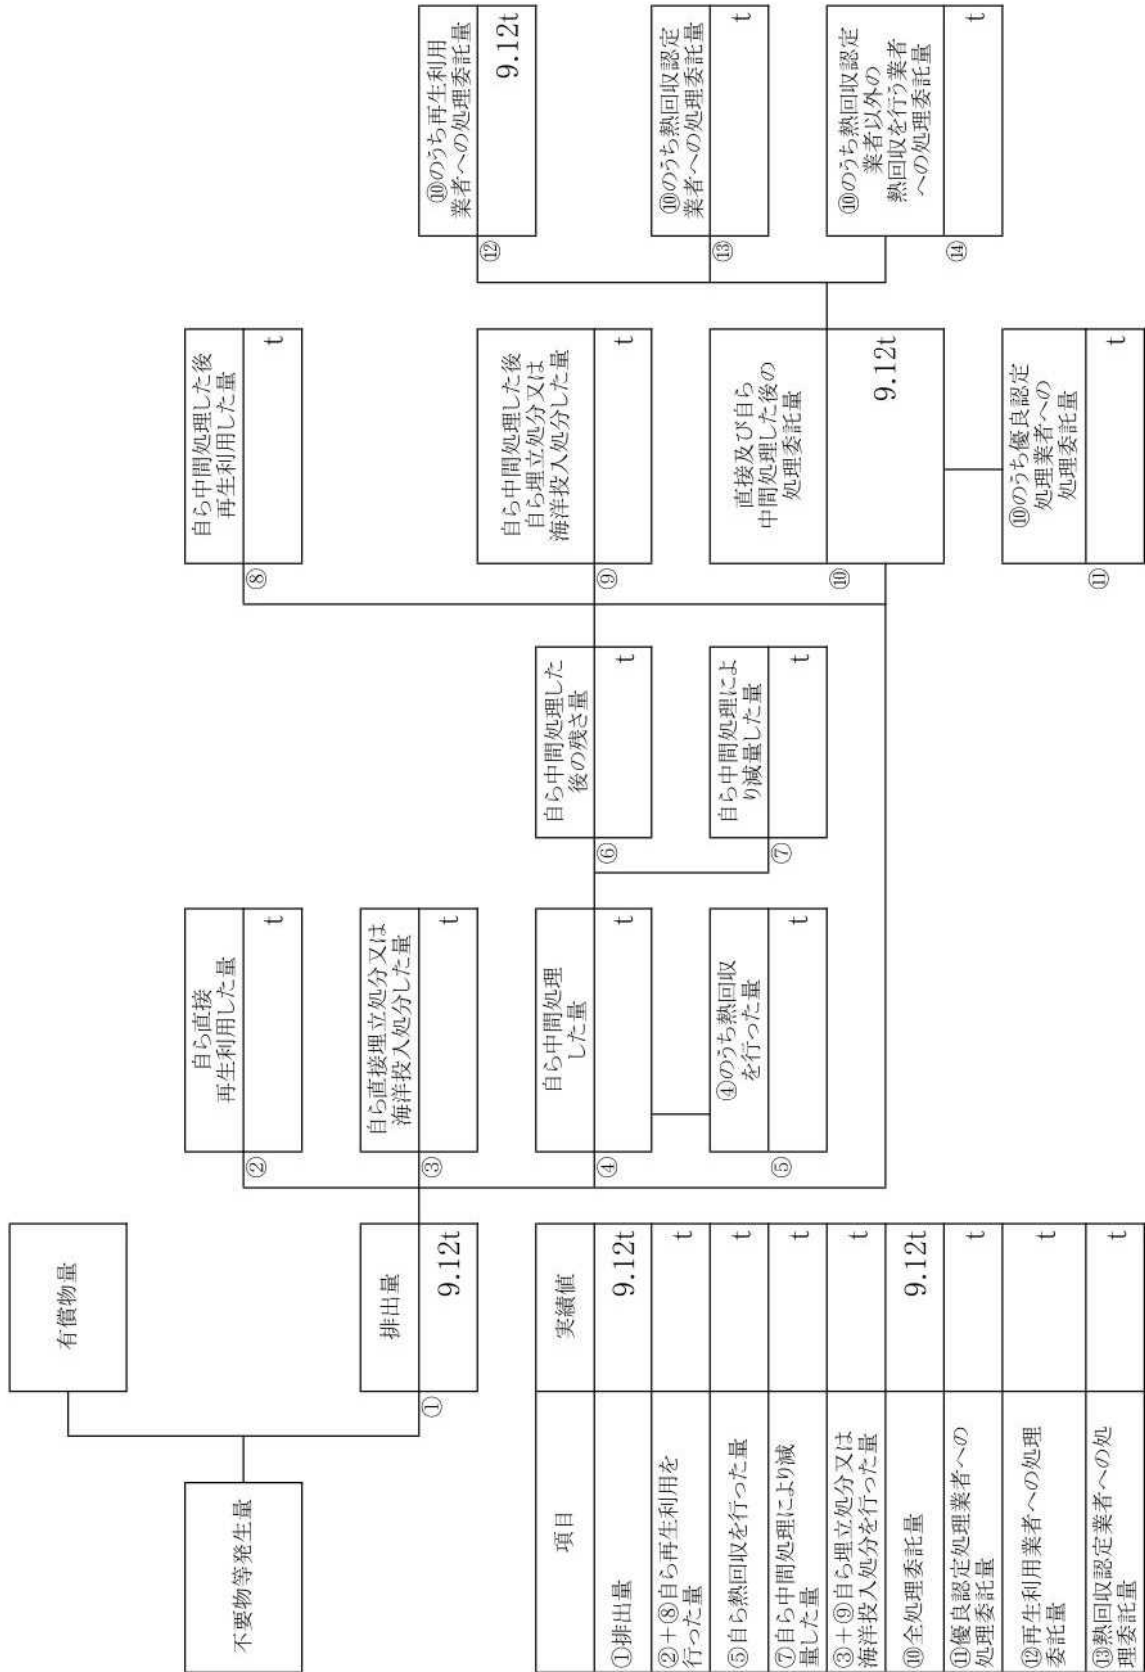 不要物等発生量
有償物量
排出量
①
9.12t
自ら直接
再生利用した量
②
t
自ら直接埋立処分又は
海洋投入処分した量
③
t
自ら中間処理
した量
④
t
④のうち熱回収
を行った量
⑤
t
自ら中間処理した
後の残さ量
⑥
t
自ら中間処理によ
り減量した量
⑦
t
自ら中間処理した後
再生利用した量
⑧
t
自ら中間処理した後
自ら埋立処分又は
海洋投入処分した量
⑨
t
直接及び自ら
中間処理した後の
処理委託量
⑩
9.12t
⑩のうち優良認定
処理業者への
処理委託量
⑪
t
⑩のうち再生利用
業者への処理委託量
⑫
9.12t
⑩のうち熱回収認定
業者への処理委託量
⑬
t
⑩のうち熱回収認定
業者以外の
熱回収を行う業者
への処理委託量
⑭
t
項目 実績値
①排出量 9.12t
②+⑧自ら再生利用を
行った量 t
⑤自ら熱回収を行った量 t
⑦自ら中間処理により減
量した量 t
③+⑨自ら埋立処分又は
海洋投入処分を行った量 t
⑩全処理委託量 9.12t
⑪優良認定処理業者への
処理委託量 t
⑫再生利用業者への処理
委託量 t
⑬熱回収認定業者への処
理委託量 t